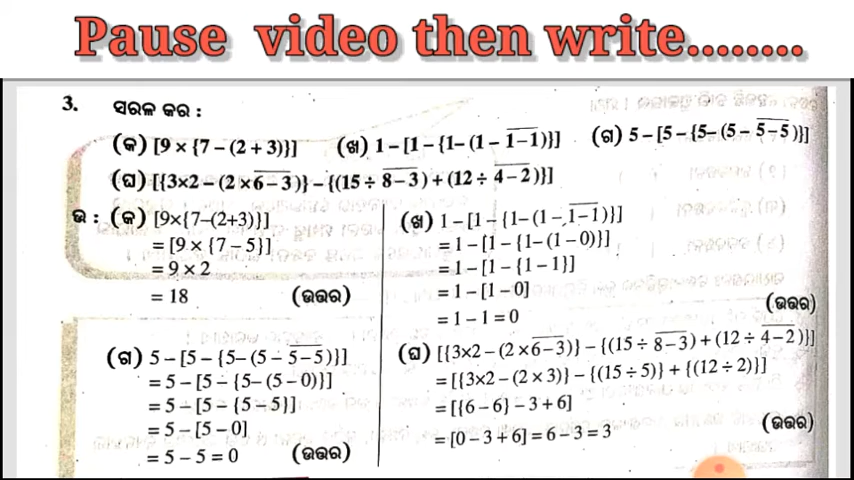 Pause video then write........
3. ସରଳ କର :
(କ) [9 × {7 – (2 + 3)}] (ଖ) 1 – [1 – {1– (1 – 1̅–̅1̅)}] (ଗ) 5 – [5 – {5– (5 – 5̅–̅5̅)}]
(ଘ) [{3×2 – (2 × 6̅–̅3̅)} – {(15 ÷ 8̅–̅3̅) + (12 ÷ 4̅–̅2̅)}]
ଉ : (କ) [9×{7–(2+3)}]
= [9 × {7 – 5}]
= 9 × 2
= 18 (ଉତ୍ତର)
(ଖ) 1 – [1 – {1– (1 – 1̅–̅1̅)}]
= 1 – [1 – {1– (1 – 0)}]
= 1 – [1 – {1 – 1}]
= 1 – [1 – 0]
= 1 – 1 = 0 (ଉତ୍ତର)
(ଗ) 5 – [5 – {5– (5 – 5̅–̅5̅)}]
= 5 – [5 – {5– (5 – 0)}]
= 5 – [5 – {5 – 5}]
= 5 – [5 – 0]
= 5 – 5 = 0 (ଉତ୍ତର)
(ଘ) [{3×2 – (2 × 6̅–̅3̅)} – {(15 ÷ 8̅–̅3̅) + (12 ÷ 4̅–̅2̅)}]
= [{3×2 – (2 × 3)} – {(15 ÷ 5)} + {(12 ÷ 2)}]
= [{6 – 6} – 3 + 6]
= [0 – 3 + 6] = 6 – 3 = 3 (ଉତ୍ତର)